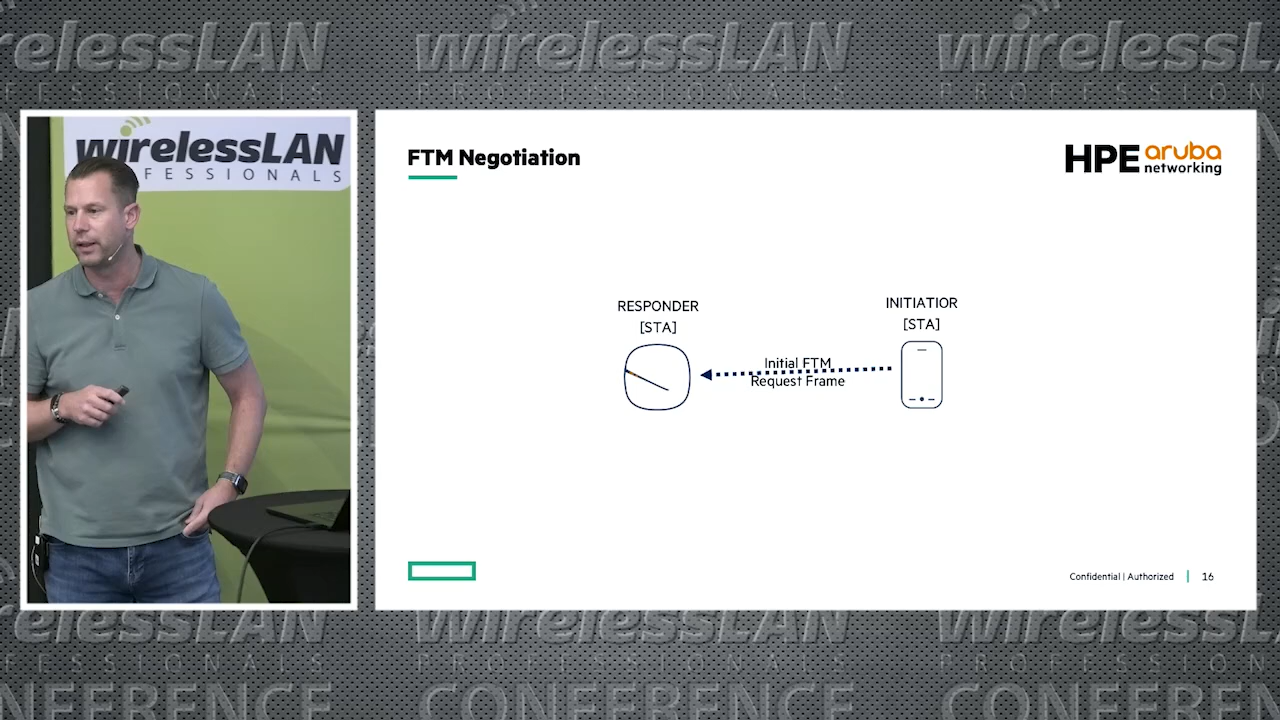 wirelessLAN
PROFESSIONALS
CONFERENCE
wirelessLAN
OFESSIONALS
FTM Negotiation
HPE aruba
networking
RESPONDER
[STA]
INITIATIOR
[STA]
Initial FTM
Request Frame
Confidential | Authorized
16